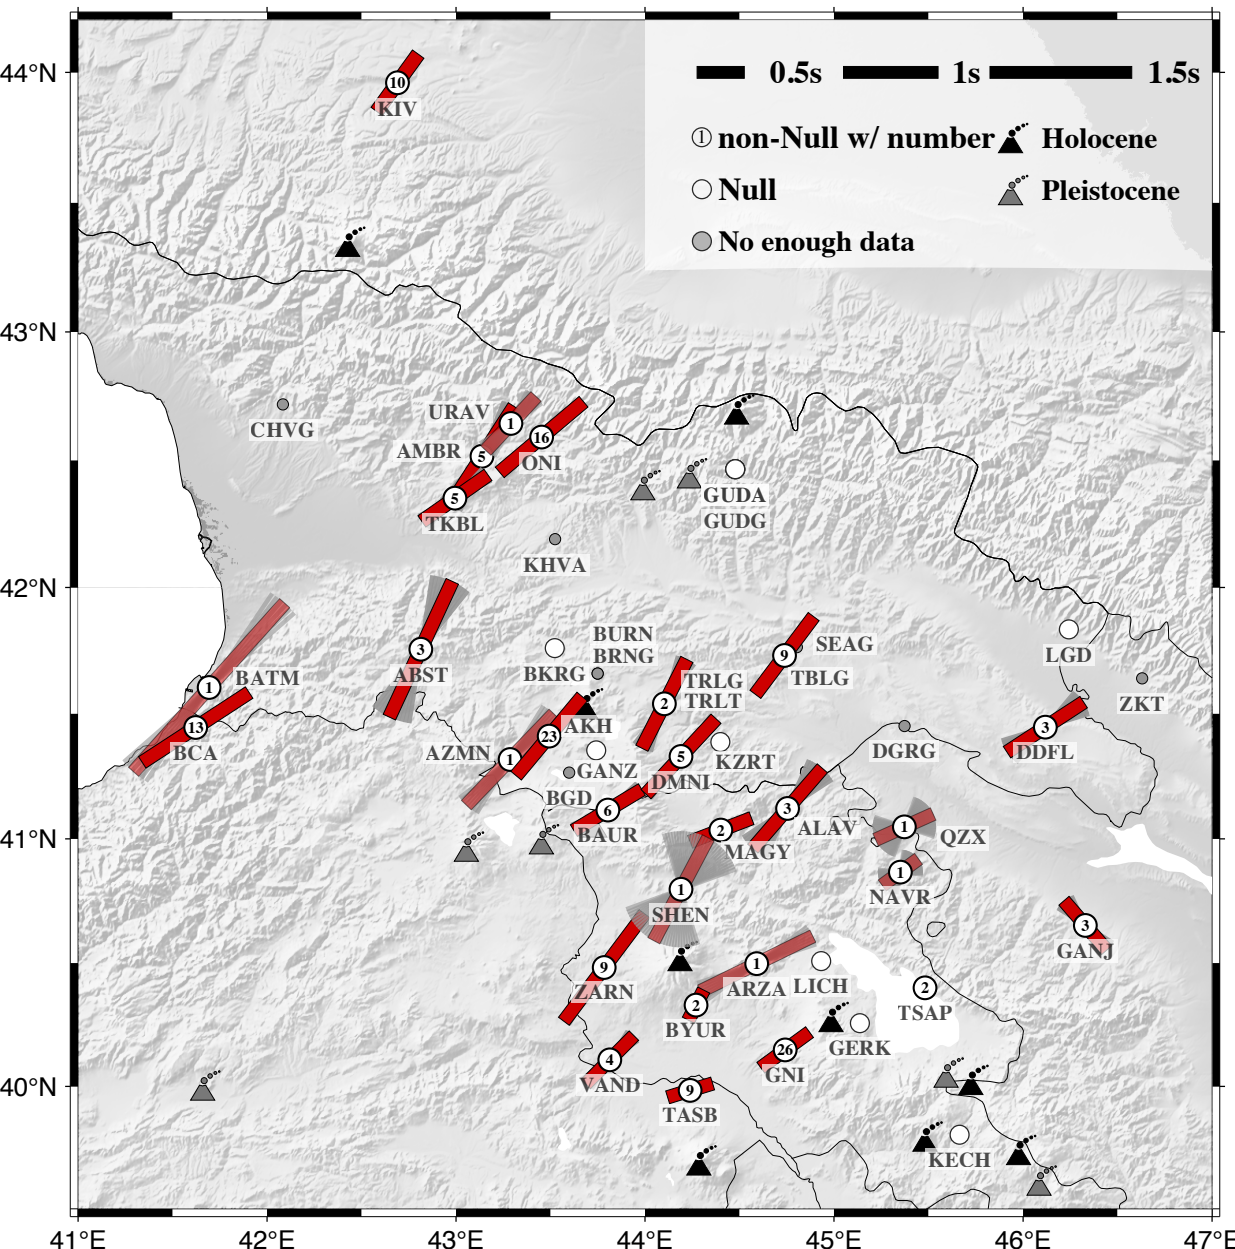 44°N
43°N
42°N
41°N
40°N
0.5s 1s 1.5s
① non-Null w/ number Holocene
Null Pleistocene
No enough data
10
KIV
CHVG
URAV
1
AMBR
5
16
ONI
5
TKBL
GUDA
GUDG
KHVA
3
ABST
BKRG
BURN
BRNG
SEAG
9
TBLG
LGD
ZKT
BATM
1
13
BCA
TRLG
TRLT
2
AKH
23
AZMN
1
GANZ
BGD
KZRT
5
DMNI
DGRG
3
DDFL
6
BAUR
2
MAGY
3
ALAV
1
QZX
1
NAVR
1
SHEN
3
GANJ
9
ZARN
1
ARZA
LICH
2
TSAP
2
BYUR
GERK
26
GNI
4
VAND
9
TASB
KECH
41°E 42°E 43°E 44°E 45°E 46°E 47°E